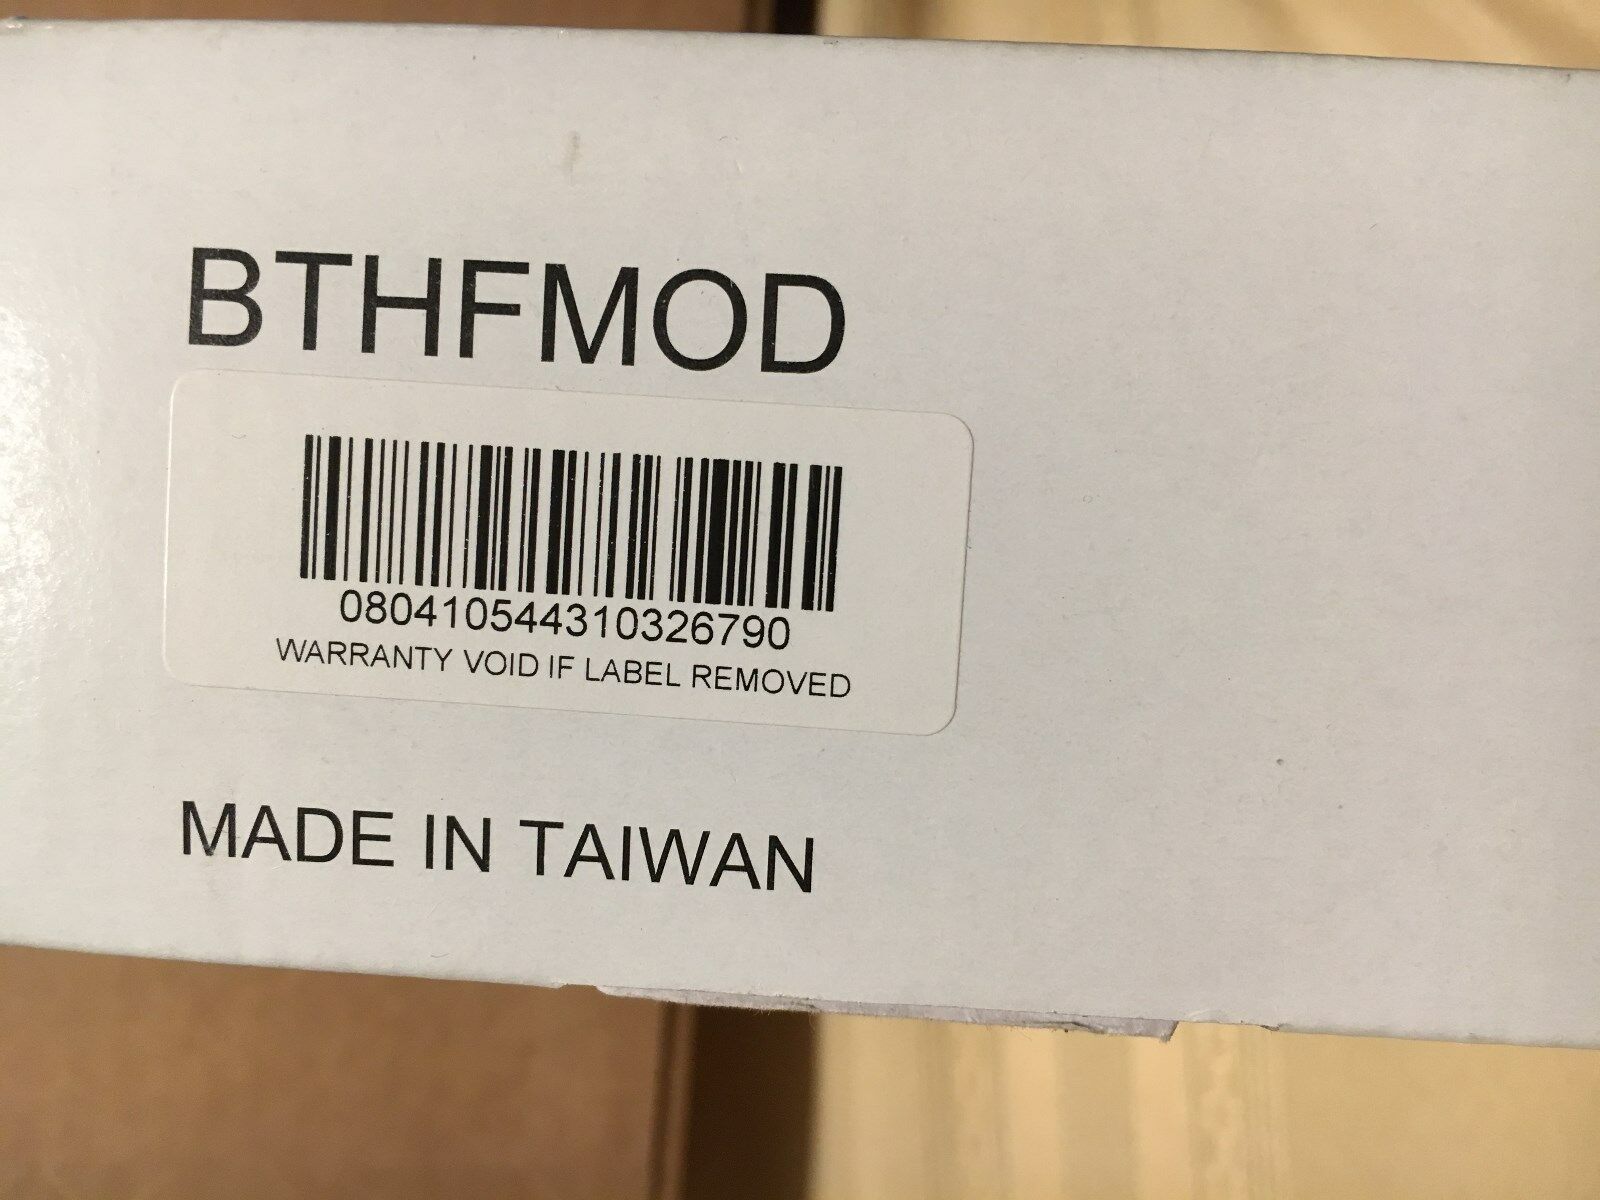 BTHFMOD
080410544310326790
WARRANTY VOID IF LABEL REMOVED
MADE IN TAIWAN